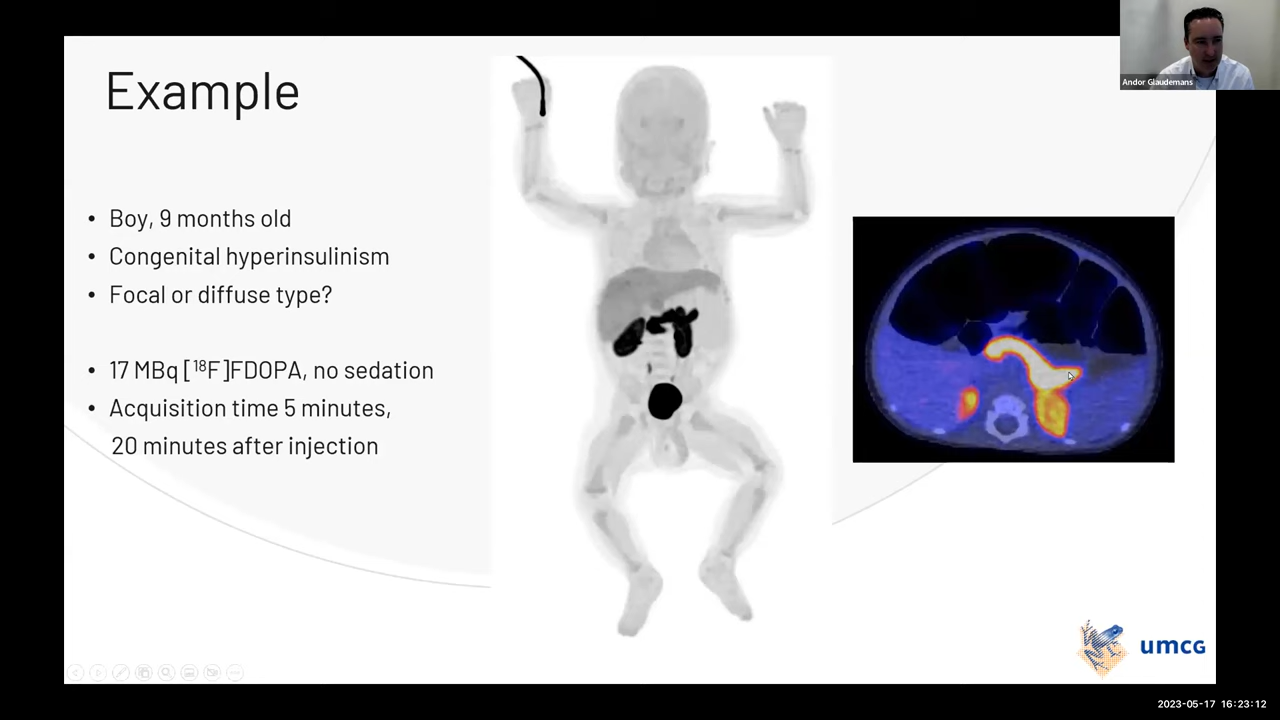 Example
Andor Glaudemans
• Boy, 9 months old
• Congenital hyperinsulinism
• Focal or diffuse type?
• 17 MBq [¹⁸F]FDOPA, no sedation
• Acquisition time 5 minutes,
20 minutes after injection
umcg
2023-05-17 16:23:12